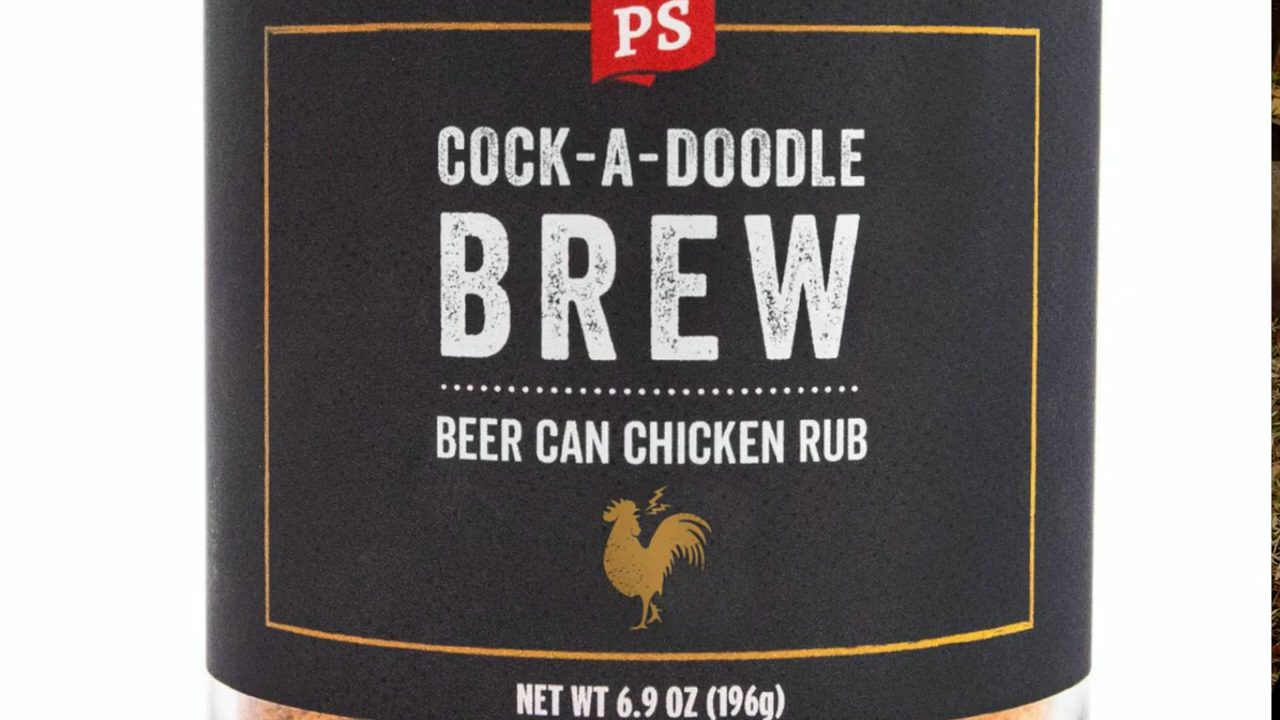 PS
COCK-A-DOODLE
BREW
BEER CAN CHICKEN RUB
NET WT 6.9 OZ (196g)